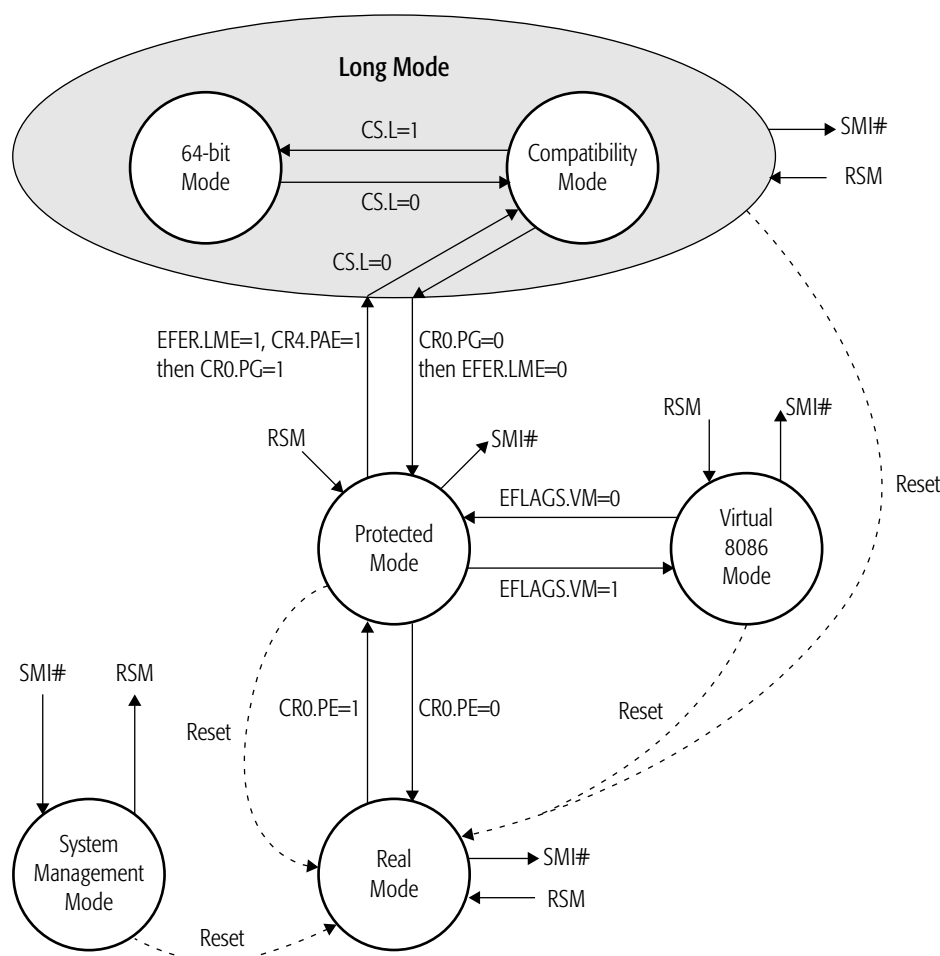 Long Mode
64-bit
Mode
CS.L=1
CS.L=0
Compatibility
Mode
SMI#
RSM
CS.L=0
EFER.LME=1, CR4.PAE=1
then CR0.PG=1
CR0.PG=0
then EFER.LME=0
RSM
SMI#
RSM
SMI#
Reset
Protected
Mode
EFLAGS.VM=0
EFLAGS.VM=1
Virtual
8086
Mode
SMI#
RSM
Reset
CR0.PE=1
CR0.PE=0
Reset
System
Management
Mode
Real
Mode
SMI#
RSM
Reset